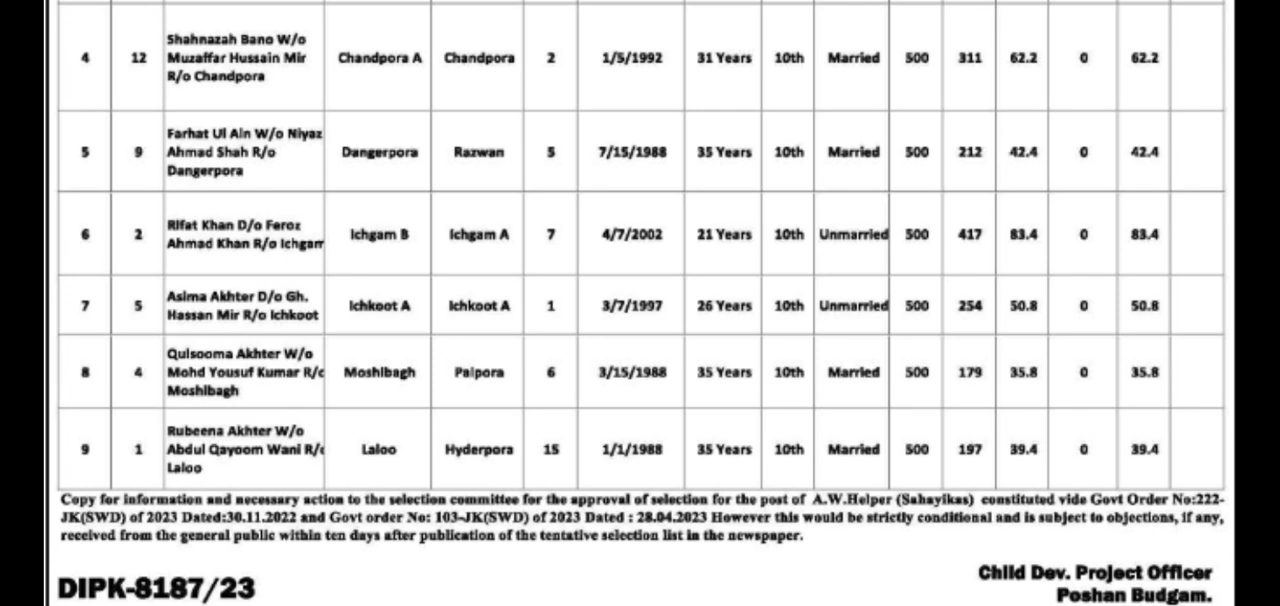 4 12 Shahnazah Bano W/o Muzaffar Hussain Mir R/o Chandpora Chandpora A Chandpora 2 1/5/1992 31 Years 10th Married 500 311 62.2 0 62.2
5 9 Farhat Ul Ain W/o Niyaz Ahmad Shah R/o Dangerpora Dangerpora Razwan 5 7/15/1988 35 Years 10th Married 500 212 42.4 0 42.4
6 2 Rifat Khan D/o Feroz Ahmad Khan R/o Ichgam Ichgam B Ichgam A 7 4/7/2002 21 Years 10th Unmarried 500 417 83.4 0 83.4
7 5 Asima Akhter D/o Gh. Hassan Mir R/o Ichkoot Ichkoot A Ichkoot A 1 3/7/1997 26 Years 10th Unmarried 500 254 50.8 0 50.8
8 4 Qulsooma Akhter W/o Mohd Yousuf Kumar R/o Moshibagh Moshibagh Palpora 6 3/15/1988 35 Years 10th Married 500 179 35.8 0 35.8
9 1 Rubeena Akhter W/o Abdul Qayoom Wani R/o Laloo Laloo Hyderpora 15 1/1/1988 35 Years 10th Married 500 197 39.4 0 39.4
Copy for information and necessary action to the selection committee for the approval of selection for the post of A.W.Helper (Sahayikas) constituted vide Govt Order No:222-
JK(SWD) of 2023 Dated:30.11.2022 and Govt order No: 103-JK(SWD) of 2023 Dated : 28.04.2023 However this would be strictly conditional and is subject to objections, if any,
received from the general public within ten days after publication of the tentative selection list in the newspaper.
Child Dev. Project Officer
DIPK-8187/23
Poshan Budgam.